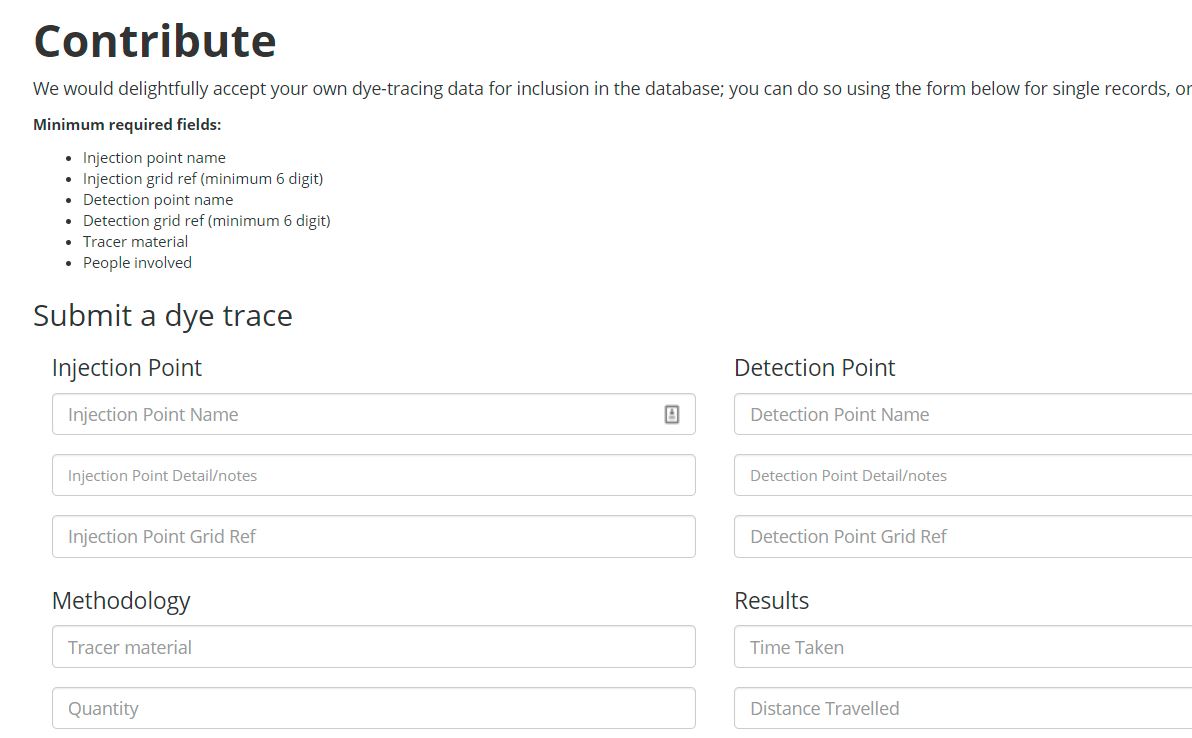 Contribute
We would delightfully accept your own dye-tracing data for inclusion in the database; you can do so using the form below for single records, or
Minimum required fields:
Injection point name
Injection grid ref (minimum 6 digit)
Detection point name
Detection grid ref (minimum 6 digit)
Tracer material
People involved
Submit a dye trace
Injection Point
Injection Point Name
Injection Point Detail/notes
Injection Point Grid Ref
Detection Point
Detection Point Name
Detection Point Detail/notes
Detection Point Grid Ref
Methodology
Tracer material
Quantity
Results
Time Taken
Distance Travelled